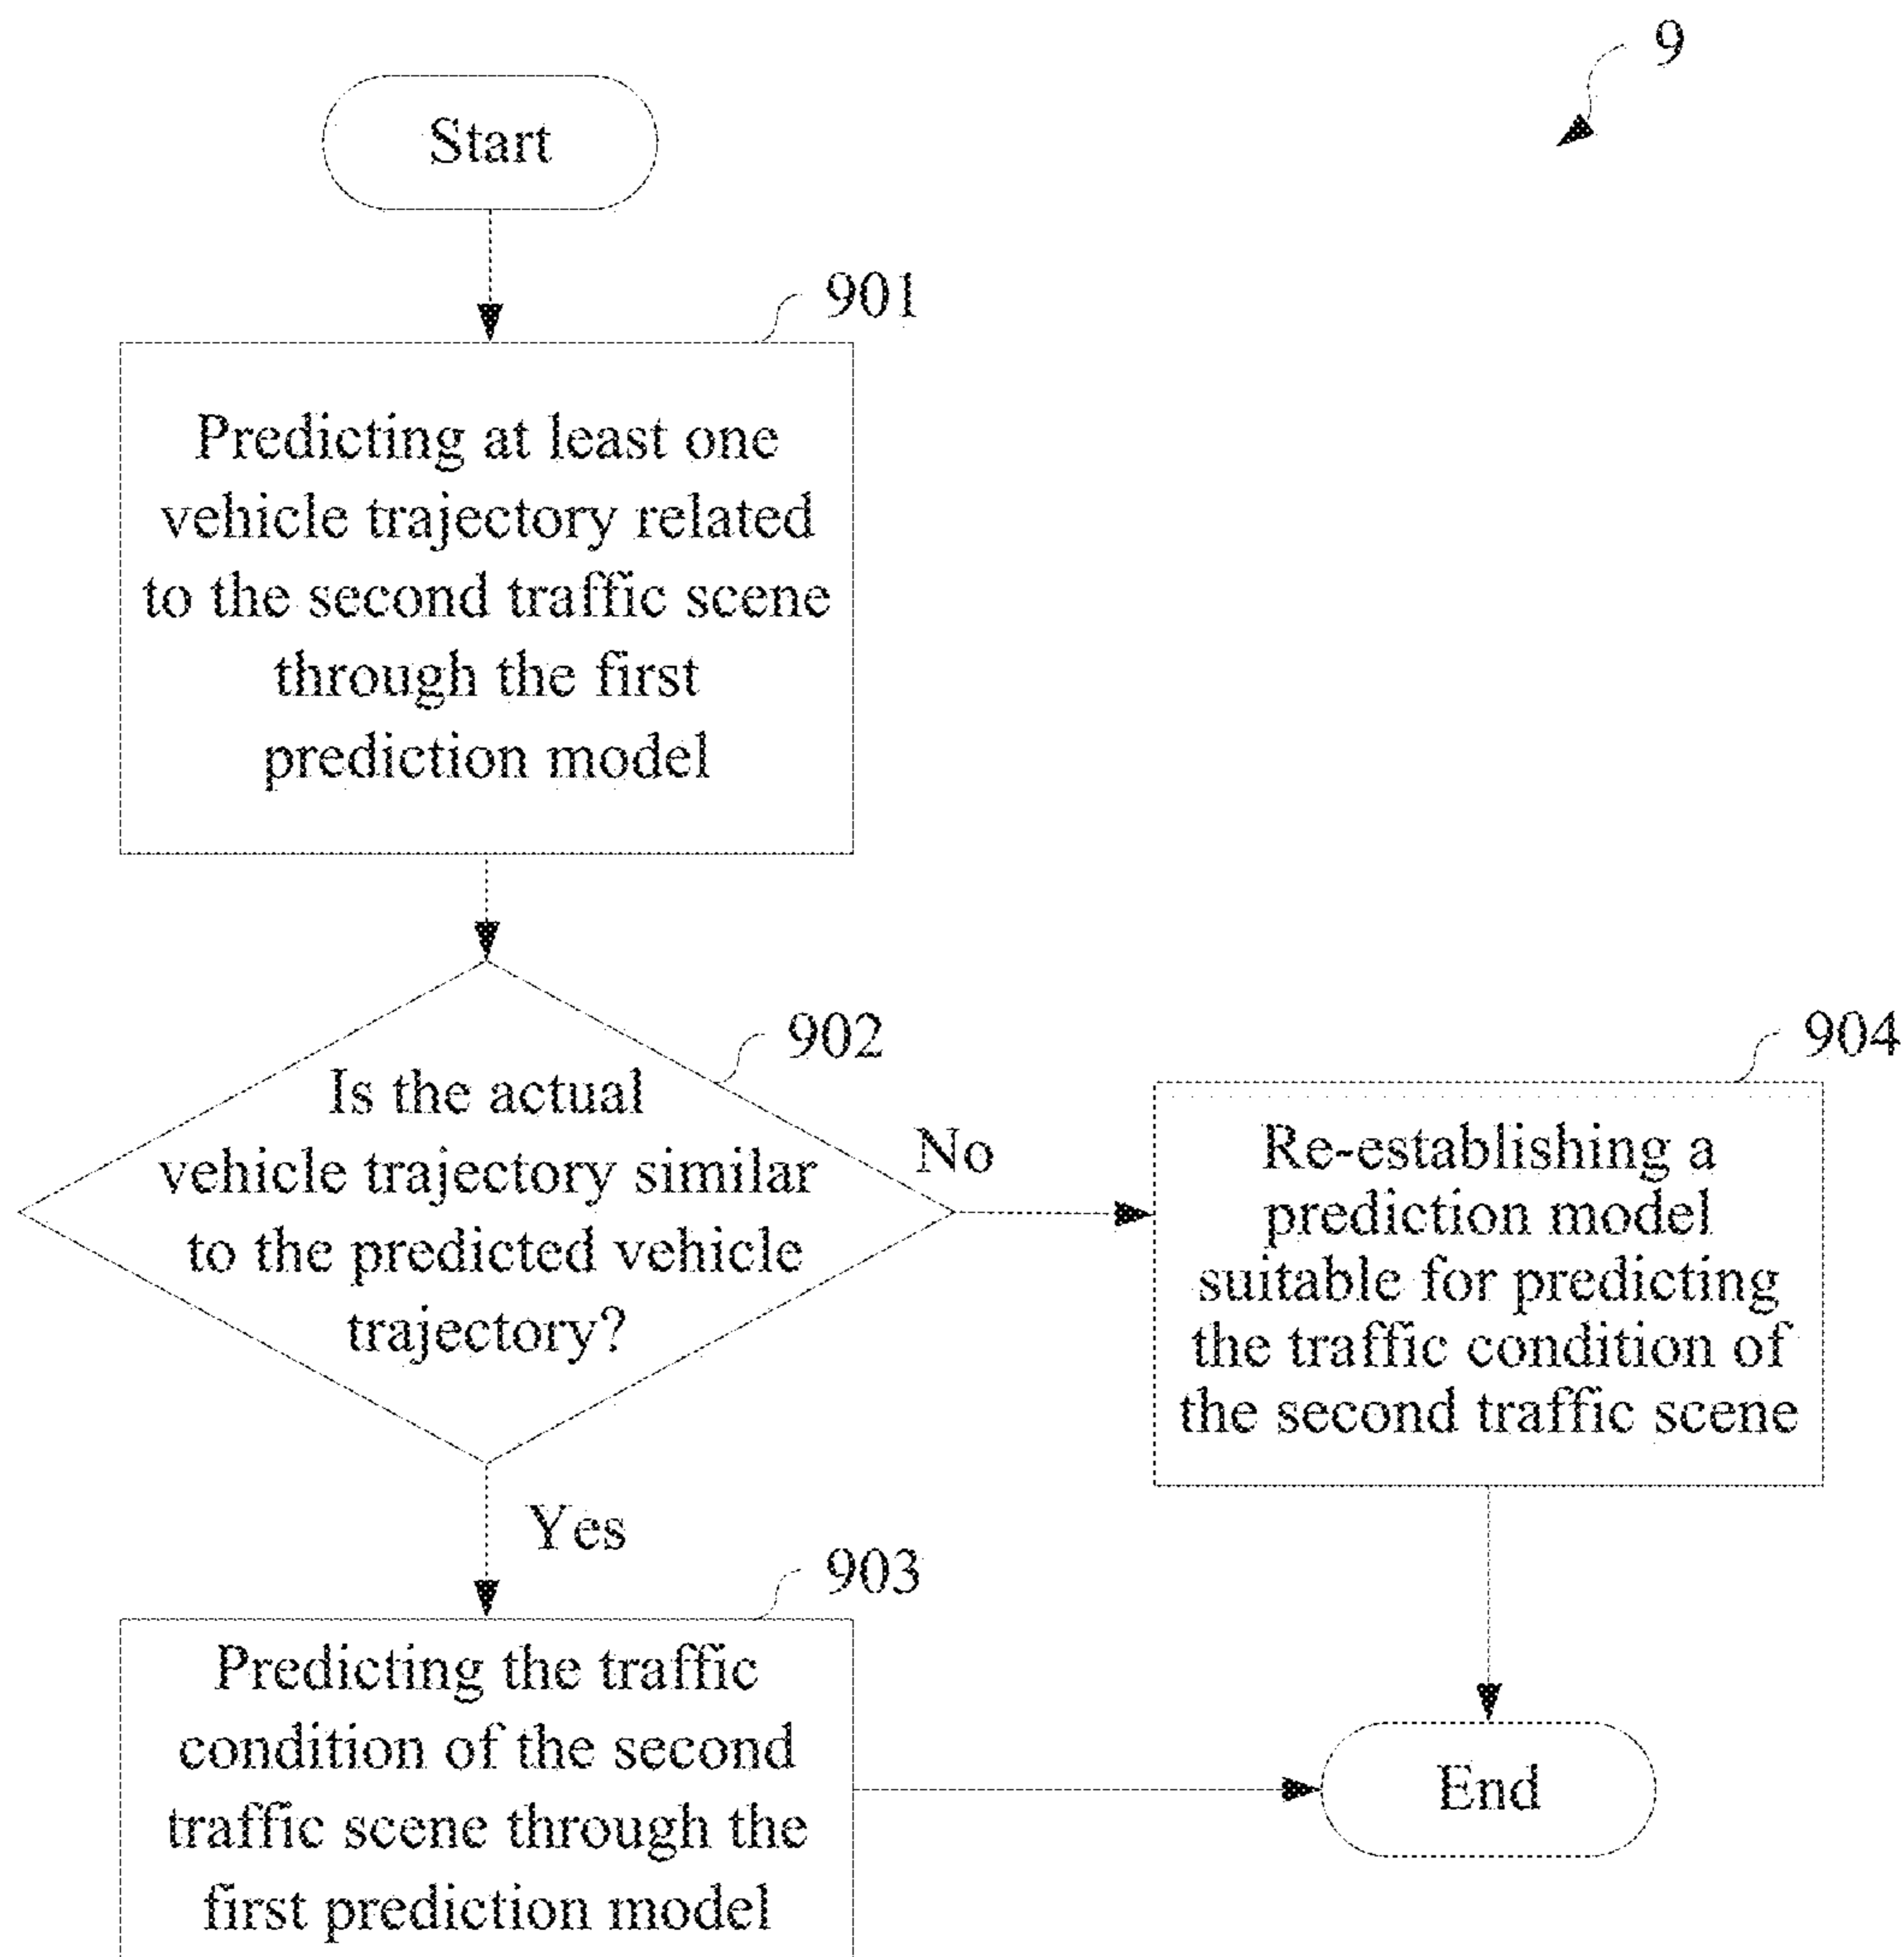 9
Start
901
Predicting at least one
vehicle trajectory related
to the second traffic scene
through the first
prediction model
902
Is the actual
vehicle trajectory similar
to the predicted vehicle
trajectory?
No
904
Re-establishing a
prediction model
suitable for predicting
the traffic condition of
the second traffic scene
Yes
903
Predicting the traffic
condition of the second
traffic scene through the
first prediction model
End